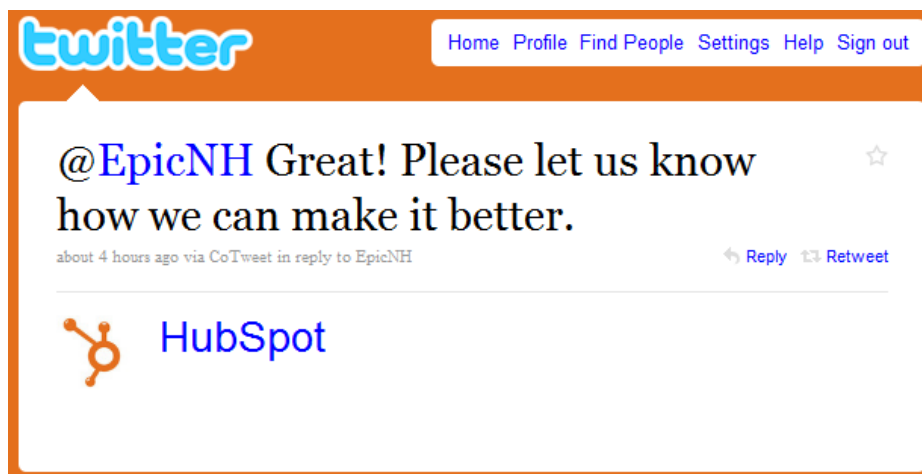 twitter
Home Profile Find People Settings Help Sign out
@EpicNH Great! Please let us know
how we can make it better.
about 4 hours ago via CoTweet in reply to EpicNH
Reply Retweet
HubSpot